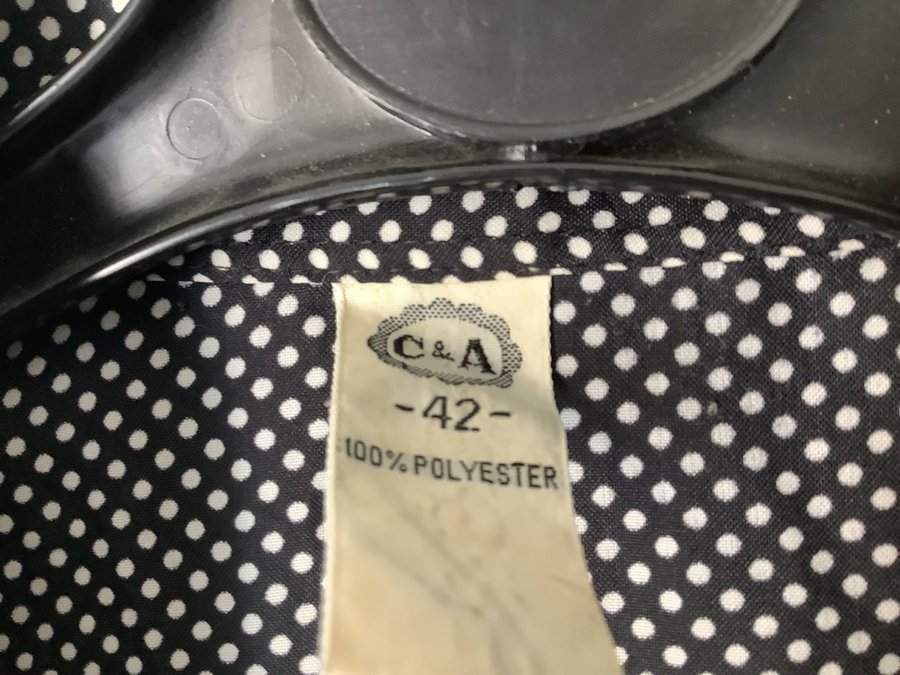 C & A
-42-
100% POLYESTER